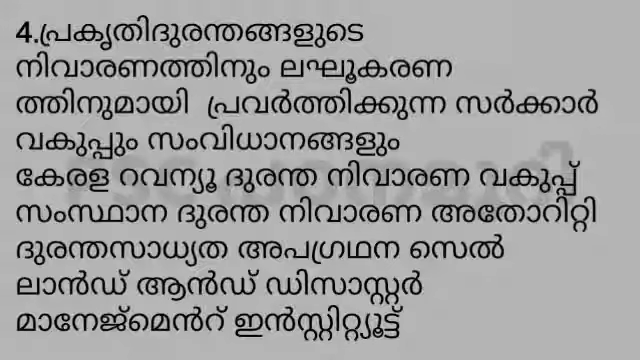 4.പ്രകൃതിദുരന്തങ്ങളുടെ
നിവാരണത്തിനും ലഘൂകരണ
ത്തിനുമായി പ്രവർത്തിക്കുന്ന സർക്കാർ
വകുപ്പും സംവിധാനങ്ങളും
കേരള റവന്യൂ ദുരന്ത നിവാരണ വകുപ്പ്
സംസ്ഥാന ദുരന്ത നിവാരണ അതോറിറ്റി
ദുരന്തസാധ്യത അപഗ്രഥന സെൽ
ലാൻഡ് ആൻഡ് ഡിസാസ്റ്റർ
മാനേജ്മെൻറ് ഇൻസ്റ്റിറ്റ്യൂട്ട്